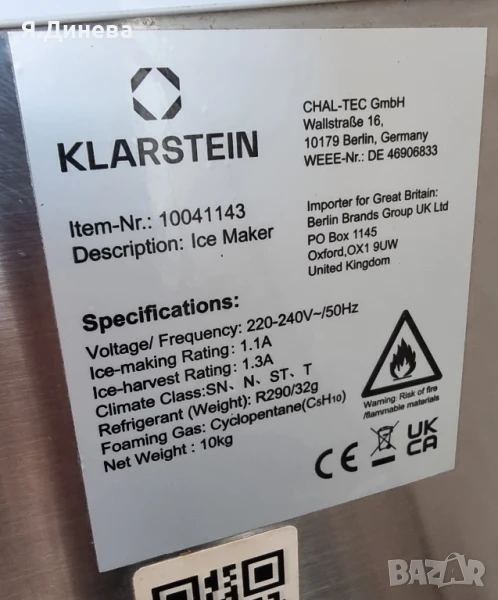 Я.Динева
KLARSTEIN
Item-Nr.: 10041143
Description: Ice Maker
CHAL-TEC GmbH
Wallstraße 16,
10179 Berlin, Germany
WEEE-Nr.: DE 46906833
Importer for Great Britain:
Berlin Brands Group UK Ltd
PO Box 1145
Oxford,OX1 9UW
United Kingdom
Specifications:
Voltage/ Frequency: 220-240V~/50Hz
Ice-making Rating: 1.1A
Ice-harvest Rating: 1.3A
Climate Class:SN、N、ST、T
Refrigerant (Weight): R290/32g
Foaming Gas: Cyclopentane(C₅H₁₀)
Net Weight : 10kg
Warning: Risk of fire
/flammable materials
CE
UK
CA
BAZAR